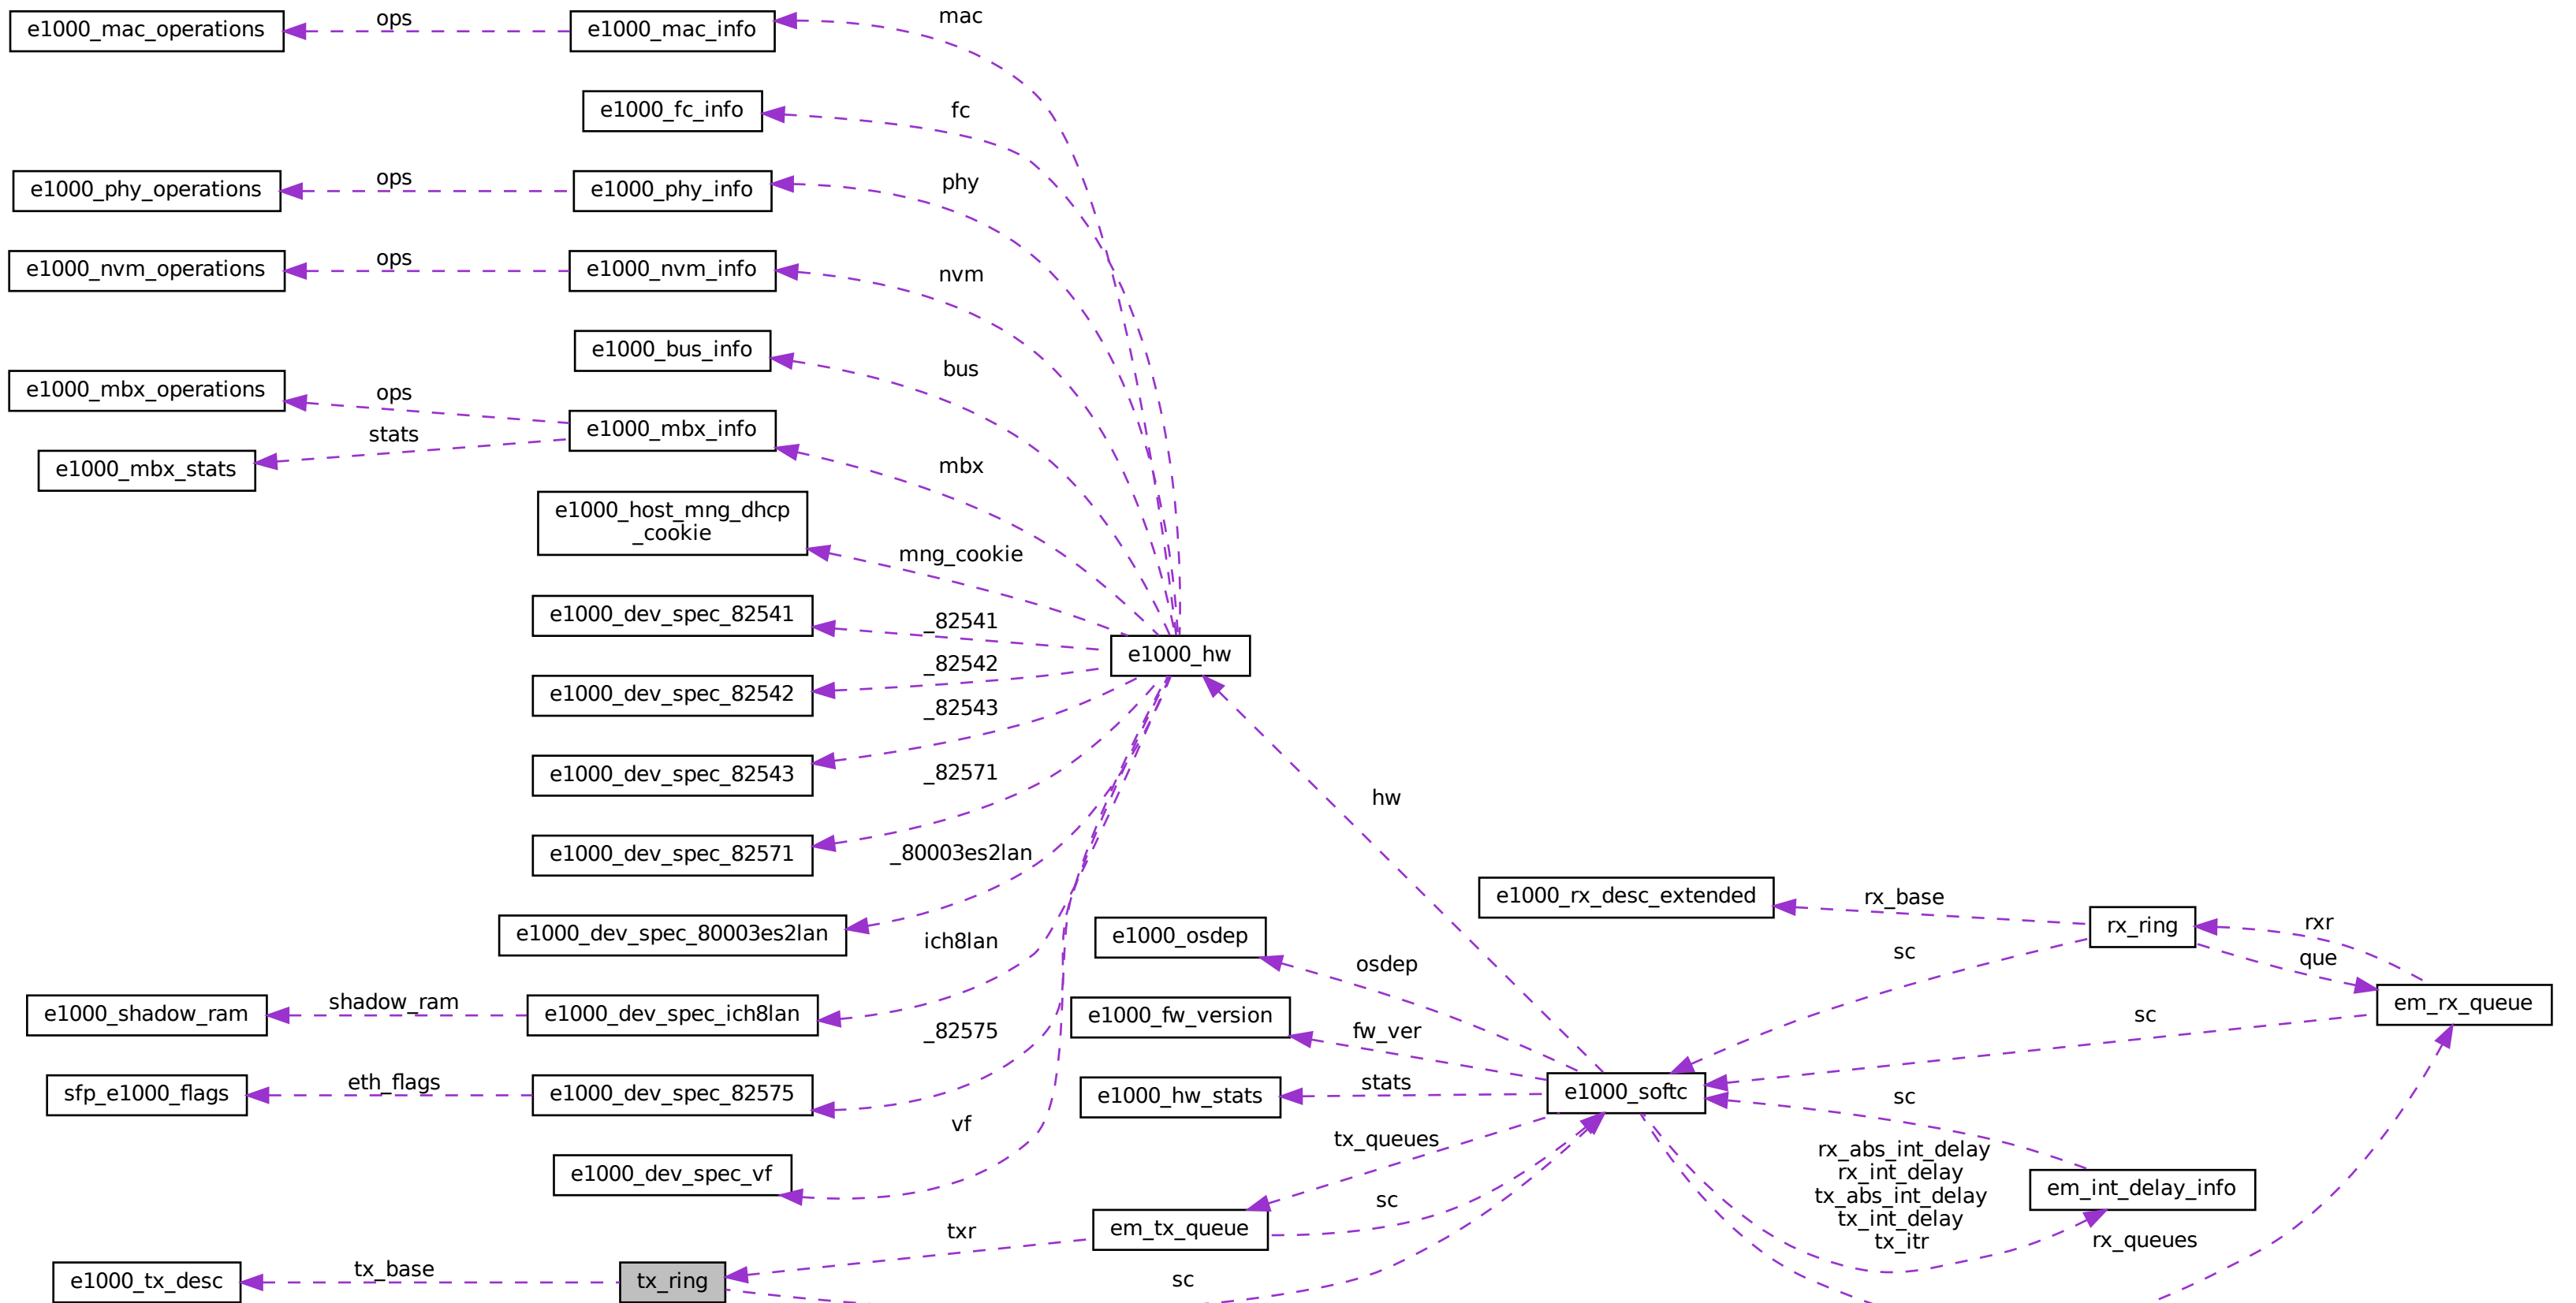 mac
e1000_mac_operations
ops
e1000_mac_info
e1000_fc_info
fc
e1000_phy_operations
ops
e1000_phy_info
phy
e1000_nvm_operations
ops
e1000_nvm_info
nvm
e1000_bus_info
bus
e1000_mbx_operations
ops
e1000_mbx_info
stats
e1000_mbx_stats
mbx
e1000_host_mng_dhcp
_cookie
mng_cookie
e1000_dev_spec_82541
_82541
e1000_hw
e1000_dev_spec_82542
_82542
_82543
e1000_dev_spec_82543
_82571
hw
e1000_dev_spec_82571
_80003es2lan
e1000_rx_desc_extended
rx_base
rx_ring
rxr
e1000_dev_spec_80003es2lan
ich8lan
e1000_osdep
osdep
sc
que
e1000_shadow_ram
shadow_ram
e1000_dev_spec_ich8lan
_82575
e1000_fw_version
fw_ver
sc
em_rx_queue
sfp_e1000_flags
eth_flags
e1000_dev_spec_82575
e1000_hw_stats
stats
e1000_softc
sc
vf
tx_queues
rx_abs_int_delay
rx_int_delay
tx_abs_int_delay
tx_int_delay
tx_itr
e1000_dev_spec_vf
sc
em_int_delay_info
em_tx_queue
txr
rx_queues
e1000_tx_desc
tx_base
tx_ring
sc